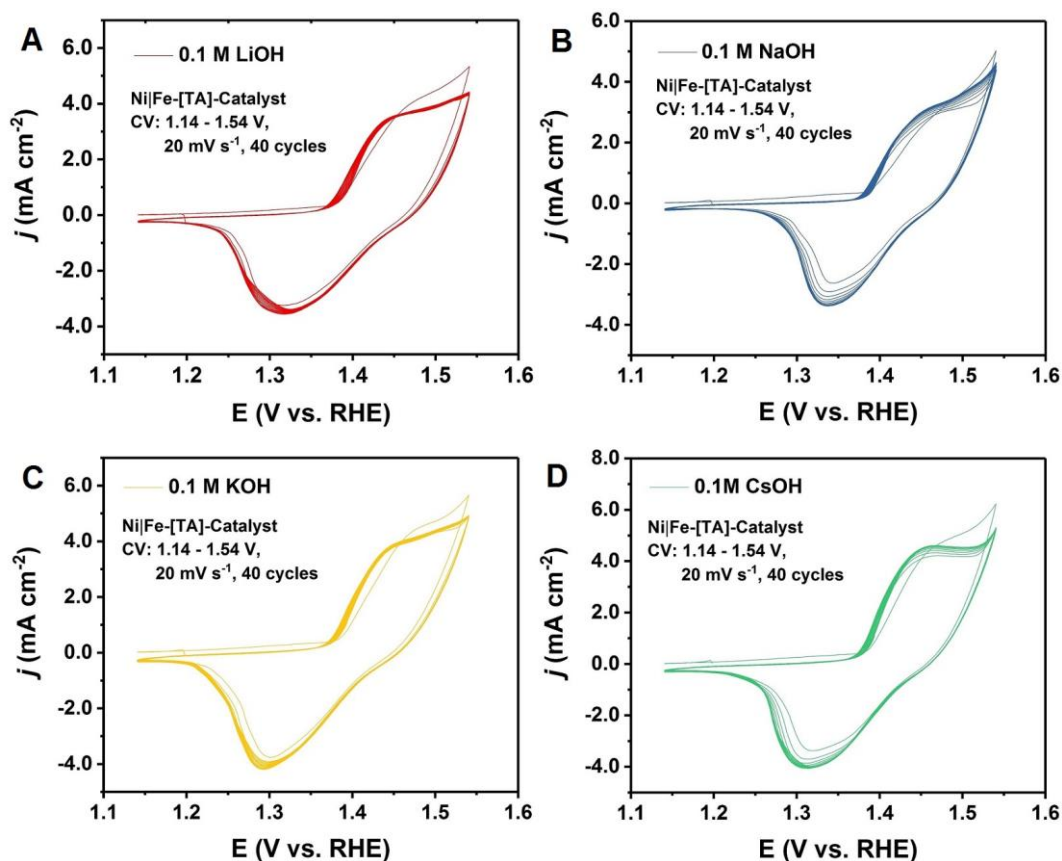 A
6.0
4.0
2.0
0.0
-2.0
-4.0
j (mA cm-2)
0.1 M LiOH
Ni|Fe-[TA]-Catalyst
CV: 1.14 - 1.54 V,
20 mV s-1, 40 cycles
1.1 1.2 1.3 1.4 1.5 1.6
E (V vs. RHE)
B
6.0
4.0
2.0
0.0
-2.0
-4.0
j (mA cm-2)
0.1 M NaOH
Ni|Fe-[TA]-Catalyst
CV: 1.14 - 1.54 V,
20 mV s-1, 40 cycles
1.1 1.2 1.3 1.4 1.5 1.6
E (V vs. RHE)
C
6.0
4.0
2.0
0.0
-2.0
-4.0
j (mA cm-2)
0.1 M KOH
Ni|Fe-[TA]-Catalyst
CV: 1.14 - 1.54 V,
20 mV s-1, 40 cycles
1.1 1.2 1.3 1.4 1.5 1.6
E (V vs. RHE)
D
8.0
6.0
4.0
2.0
0.0
-2.0
-4.0
j (mA cm-2)
0.1M CsOH
Ni|Fe-[TA]-Catalyst
CV: 1.14 - 1.54 V,
20 mV s-1, 40 cycles
1.1 1.2 1.3 1.4 1.5 1.6
E (V vs. RHE)